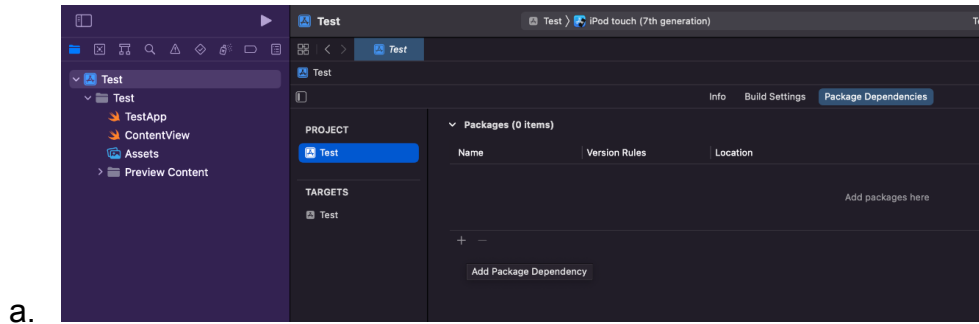 Test
Test
iPod touch (7th generation)
Test
Test
Test
Info
Build Settings
Package Dependencies
Test
TestApp
ContentView
Assets
Preview Content
PROJECT
Test
TARGETS
Test
Packages (0 items)
Name
Version Rules
Location
Add packages here
Add Package Dependency
a.